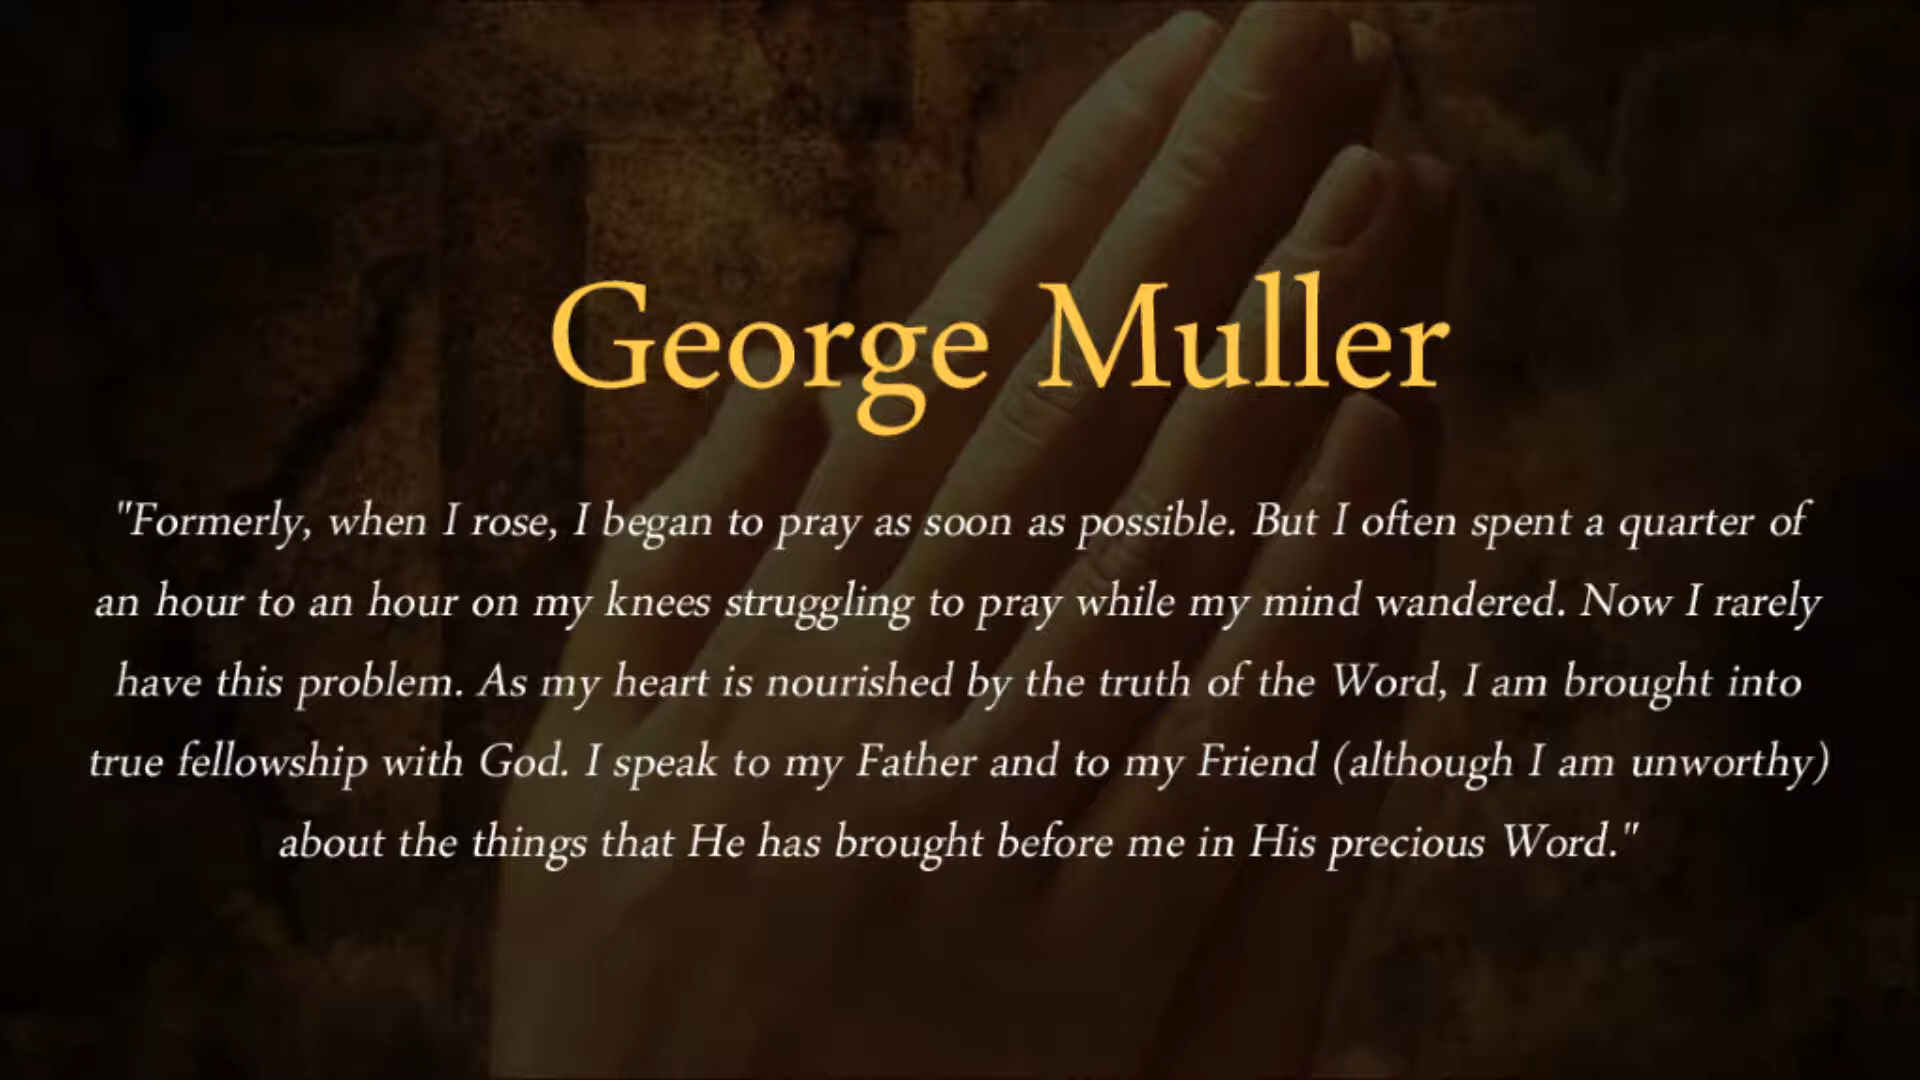 George Muller
"Formerly, when I rose, I began to pray as soon as possible. But I often spent a quarter of
an hour to an hour on my knees struggling to pray while my mind wandered. Now I rarely
have this problem. As my heart is nourished by the truth of the Word, I am brought into
true fellowship with God. I speak to my Father and to my Friend (although I am unworthy)
about the things that He has brought before me in His precious Word."